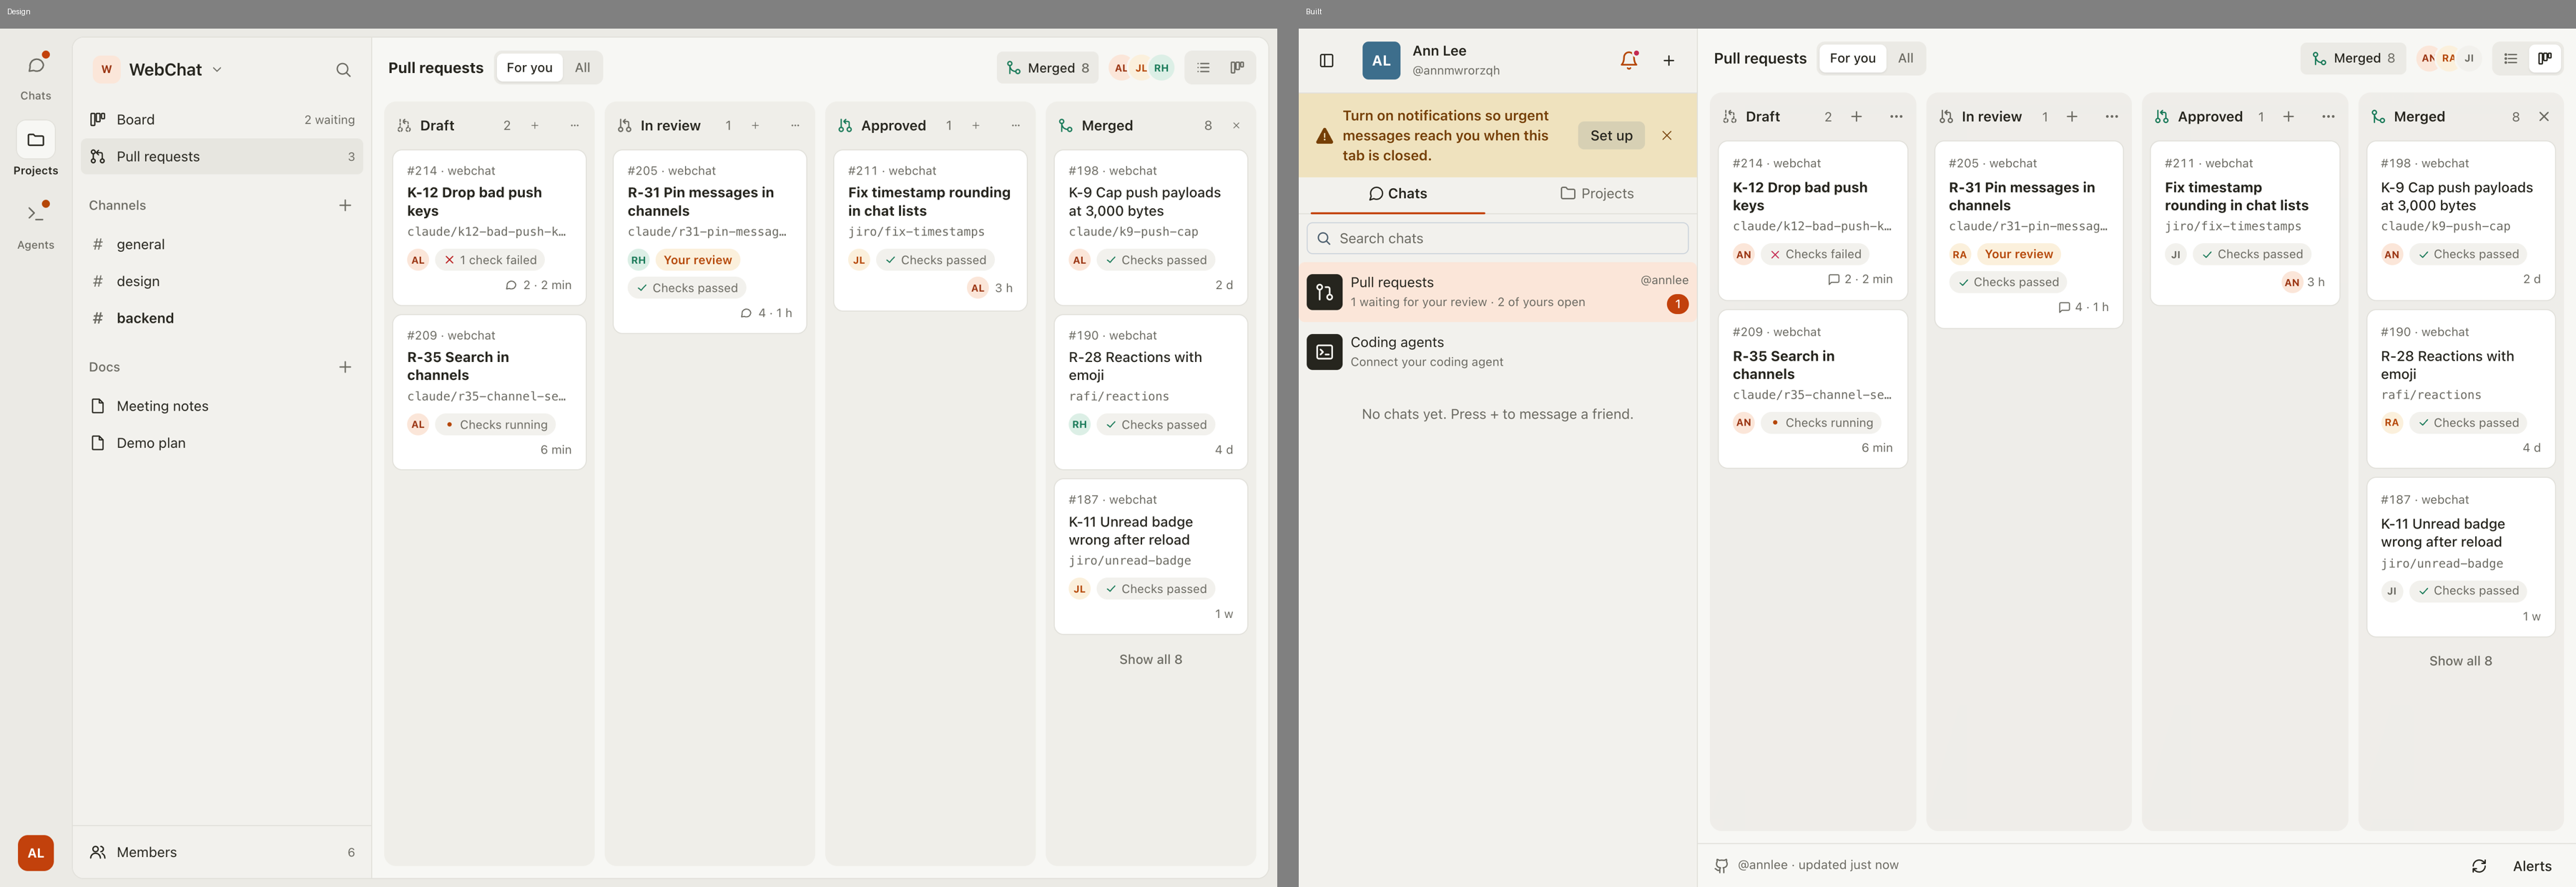 Design
Chats
Projects
Agents
AL
W
WebChat
Board
2 waiting
Pull requests
3
Channels
# general
# design
# backend
Docs
Meeting notes
Demo plan
Members
6
Pull requests
For you
All
Merged 8
AL
JL
RH
Draft
2
#214 · webchat
K-12 Drop bad push
keys
claude/k12-bad-push-k…
AL
1 check failed
2 · 2 min
#209 · webchat
R-35 Search in
channels
claude/r35-channel-se…
AL
Checks running
6 min
In review
1
#205 · webchat
R-31 Pin messages in
channels
claude/r31-pin-messag…
RH
Your review
Checks passed
4 · 1 h
Approved
1
#211 · webchat
Fix timestamp rounding
in chat lists
jiro/fix-timestamps
JL
Checks passed
AL
3 h
Merged
8
#198 · webchat
K-9 Cap push payloads
at 3,000 bytes
claude/k9-push-cap
AL
Checks passed
2 d
#190 · webchat
R-28 Reactions with
emoji
rafi/reactions
RH
Checks passed
4 d
#187 · webchat
K-11 Unread badge
wrong after reload
jiro/unread-badge
JL
Checks passed
1 w
Show all 8
Built
AL
Ann Lee
@annmwrorzqh
Turn on notifications so urgent
messages reach you when this
tab is closed.
Set up
Chats
Projects
Search chats
Pull requests
@annlee
1 waiting for your review · 2 of yours open
1
Coding agents
Connect your coding agent
No chats yet. Press + to message a friend.
Pull requests
For you
All
Merged 8
AN
RA
JI
Draft
2
#214 · webchat
K-12 Drop bad push
keys
claude/k12-bad-push-k…
AN
Checks failed
2 · 2 min
#209 · webchat
R-35 Search in
channels
claude/r35-channel-se…
AN
Checks running
6 min
In review
1
#205 · webchat
R-31 Pin messages in
channels
claude/r31-pin-messag…
RA
Your review
Checks passed
4 · 1 h
Approved
1
#211 · webchat
Fix timestamp
rounding in chat lists
jiro/fix-timestamps
JI
Checks passed
AN
3 h
Merged
8
#198 · webchat
K-9 Cap push payloads
at 3,000 bytes
claude/k9-push-cap
AN
Checks passed
2 d
#190 · webchat
R-28 Reactions with
emoji
rafi/reactions
RA
Checks passed
4 d
#187 · webchat
K-11 Unread badge
wrong after reload
jiro/unread-badge
JI
Checks passed
1 w
Show all 8
@annlee · updated just now
Alerts